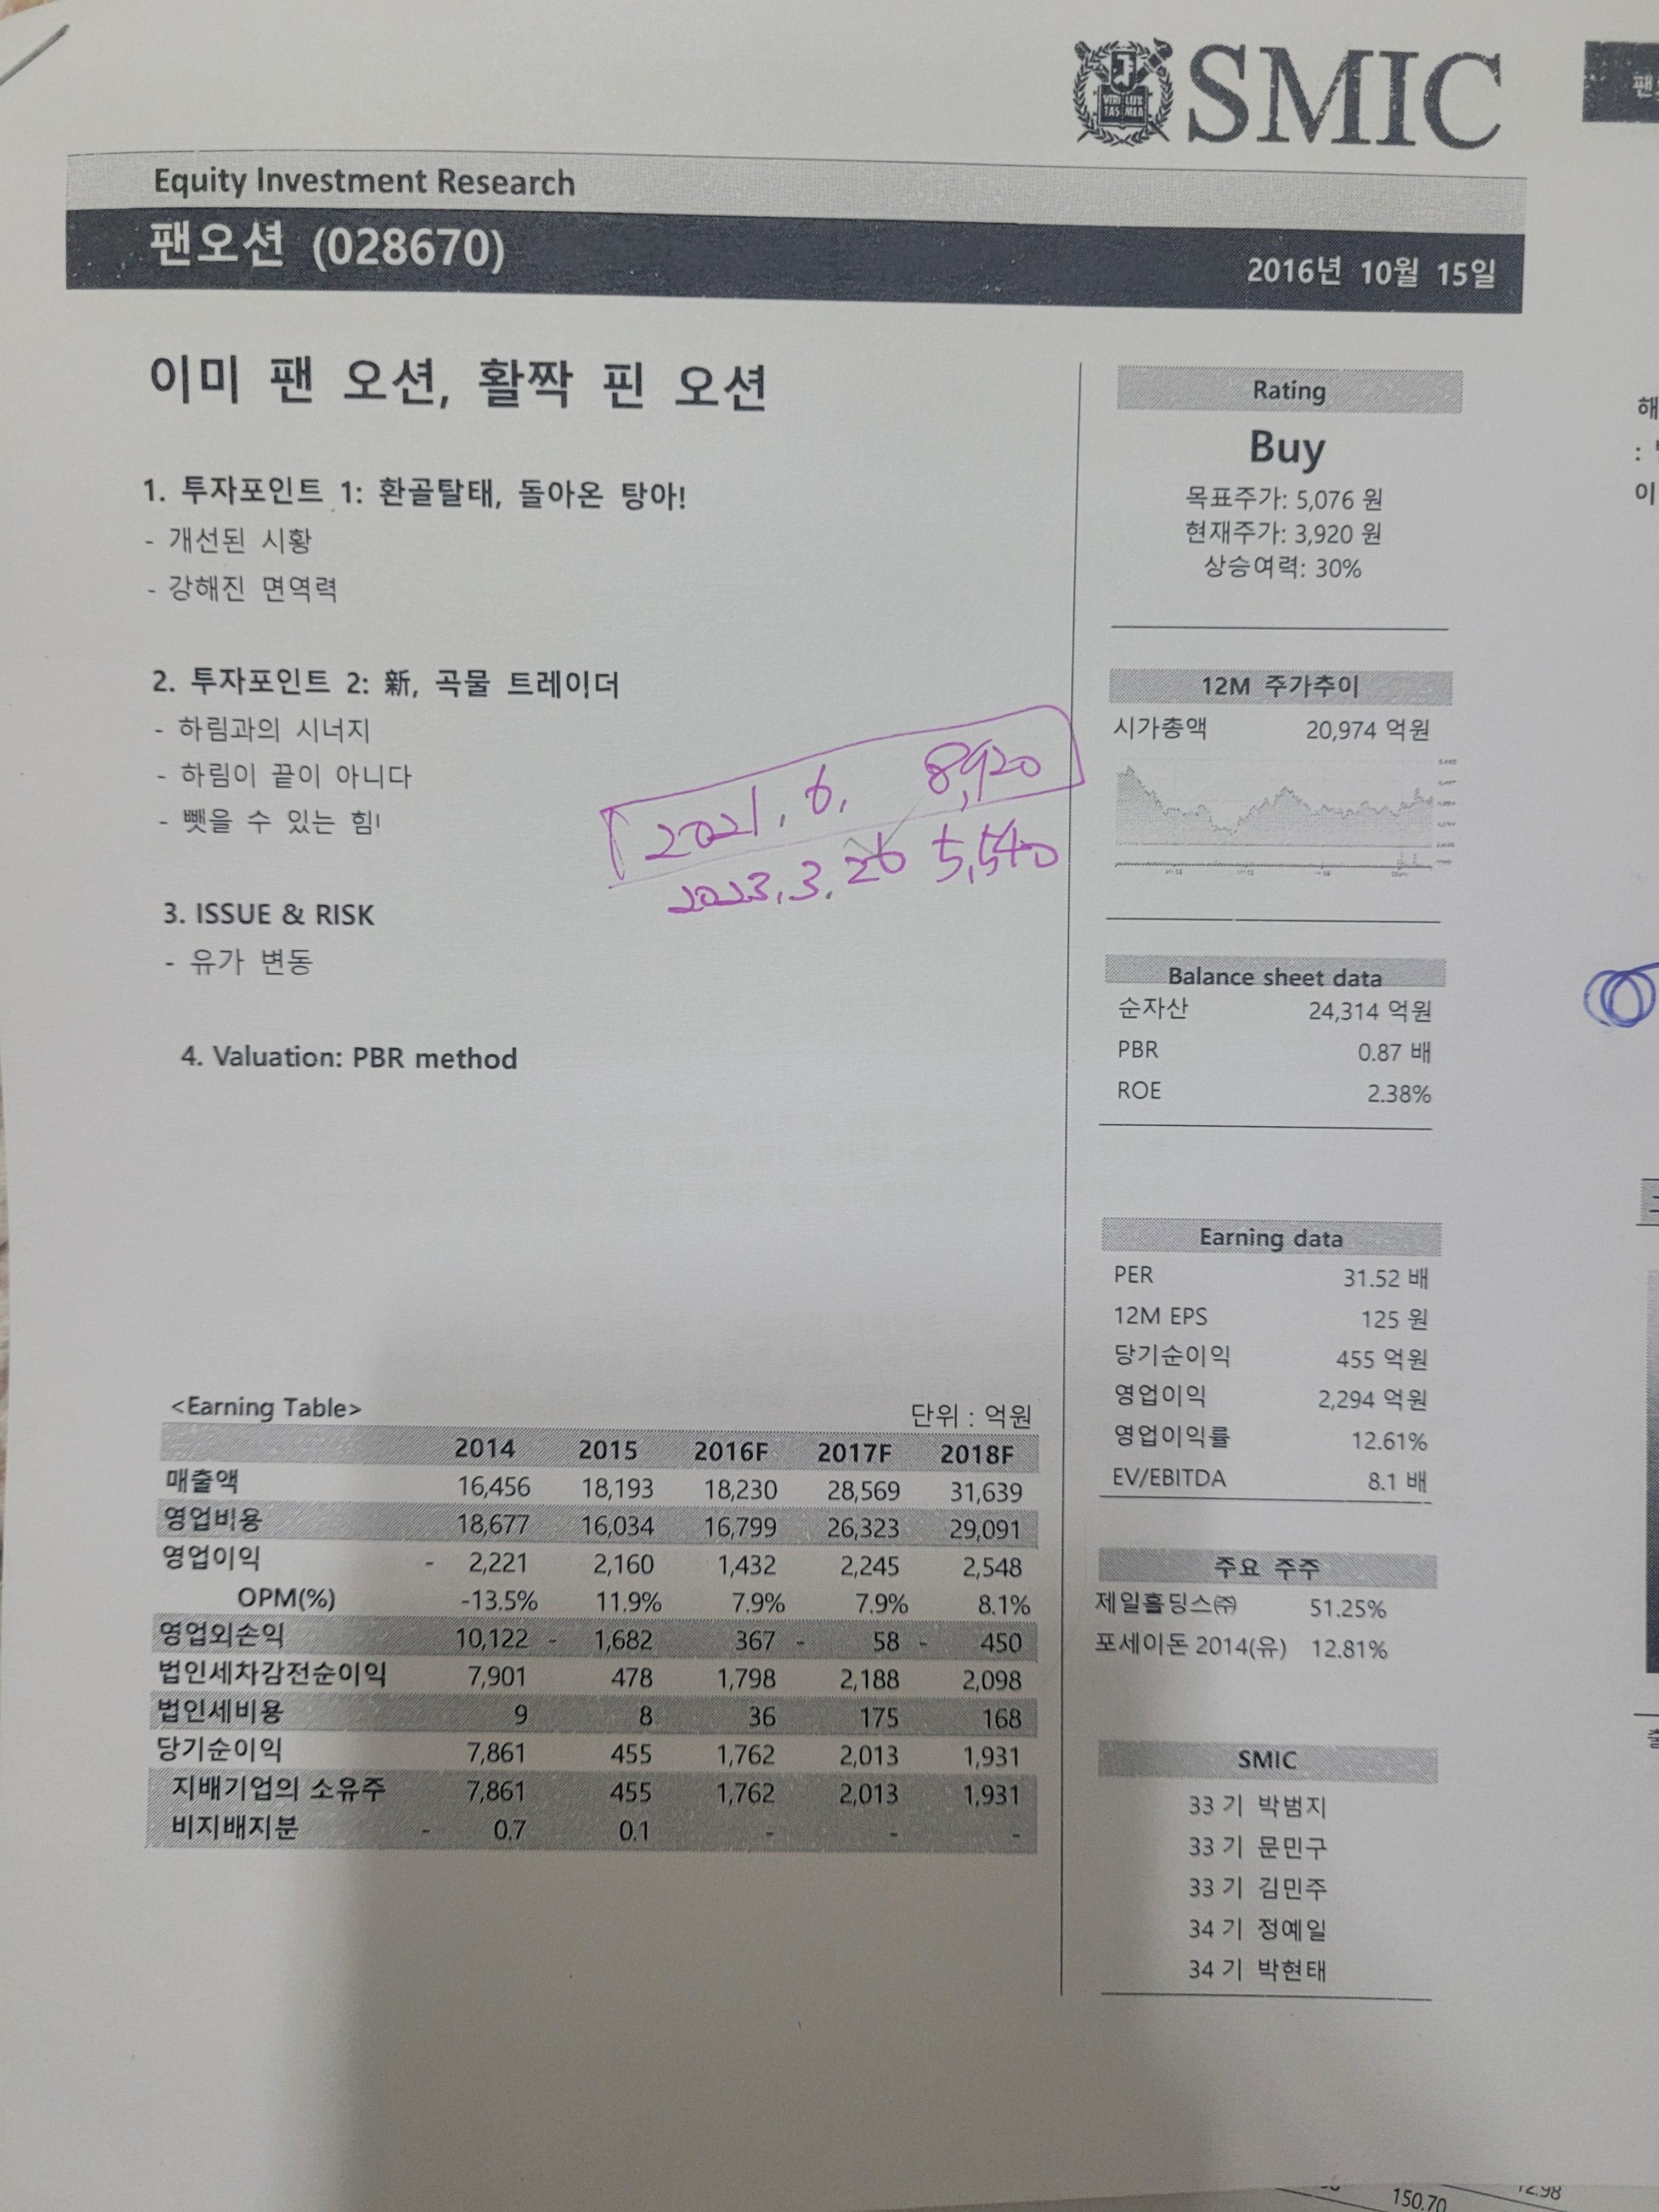 SMIC
Equity Investment Research
팬오션 (028670)
2016년 10월 15일
이미 팬 오션, 활짝 핀 오션
1. 투자포인트 1: 환골탈태, 돌아온 탕아!
- 개선된 시황
- 강해진 면역력
2. 투자포인트 2: 新, 곡물 트레이더
- 하림과의 시너지
- 하림이 끝이 아니다
- 뺏을 수 있는 힘!
2021. 6. 8,920
2023.3.26 5,540
3. ISSUE & RISK
- 유가 변동
4. Valuation: PBR method
<Earning Table> 단위 : 억원
2014 2015 2016F 2017F 2018F
매출액 16,456 18,193 18,230 28,569 31,639
영업비용 18,677 16,034 16,799 26,323 29,091
영업이익 - 2,221 2,160 1,432 2,245 2,548
OPM(%) -13.5% 11.9% 7.9% 7.9% 8.1%
영업외손익 10,122 - 1,682 367 - 58 - 450
법인세차감전순이익 7,901 478 1,798 2,188 2,098
법인세비용 9 8 36 175 168
당기순이익 7,861 455 1,762 2,013 1,931
지배기업의 소유주 7,861 455 1,762 2,013 1,931
비지배지분 - 0.7 0.1 - - -
Rating
Buy
목표주가: 5,076 원
현재주가: 3,920 원
상승여력: 30%
12M 주가추이
시가총액 20,974 억원
Balance sheet data
순자산 24,314 억원
PBR 0.87 배
ROE 2.38%
Earning data
PER 31.52 배
12M EPS 125 원
당기순이익 455 억원
영업이익 2,294 억원
영업이익률 12.61%
EV/EBITDA 8.1 배
주요 주주
제일홀딩스㈜ 51.25%
포세이돈 2014(유) 12.81%
SMIC
33 기 박범지
33 기 문민구
33 기 김민주
34 기 정예일
34 기 박현태
해
이
150.70
12.98